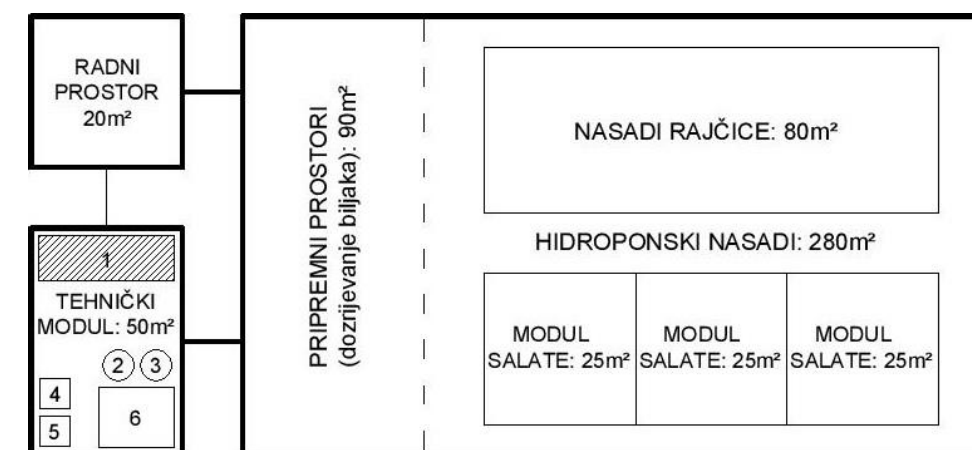 RADNI
PROSTOR
20m²
1
TEHNIČKI
MODUL: 50m²
2
3
4
5
6
PRIPREMNI PROSTORI
(dozrijevanje biljaka): 90m²
NASADI RAJČICE: 80m²
HIDROPONSKI NASADI: 280m²
MODUL
SALATE: 25m²
MODUL
SALATE: 25m²
MODUL
SALATE: 25m²